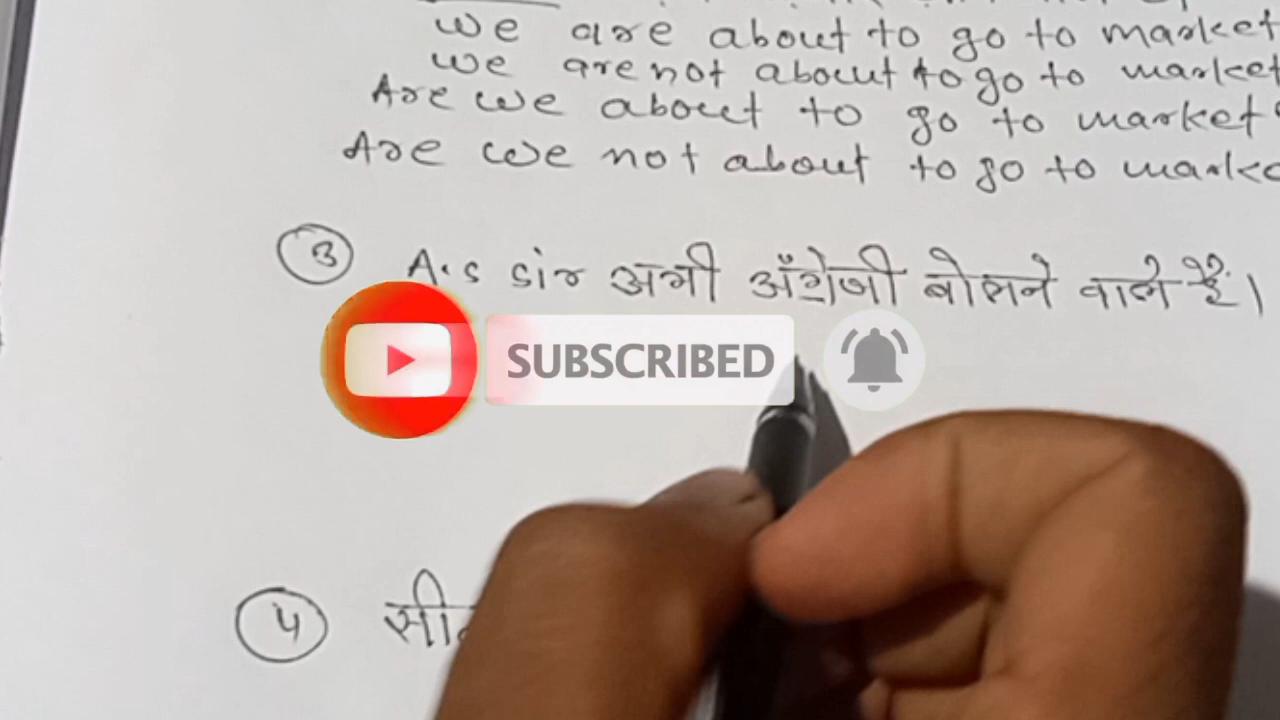 we are about to go to market
we are not about to go to market
Are we about to go to market
Are we not about to go to
③ A.s sir अभी अँग्रेजी बोलने वाले हैं।
SUBSCRIBED
④